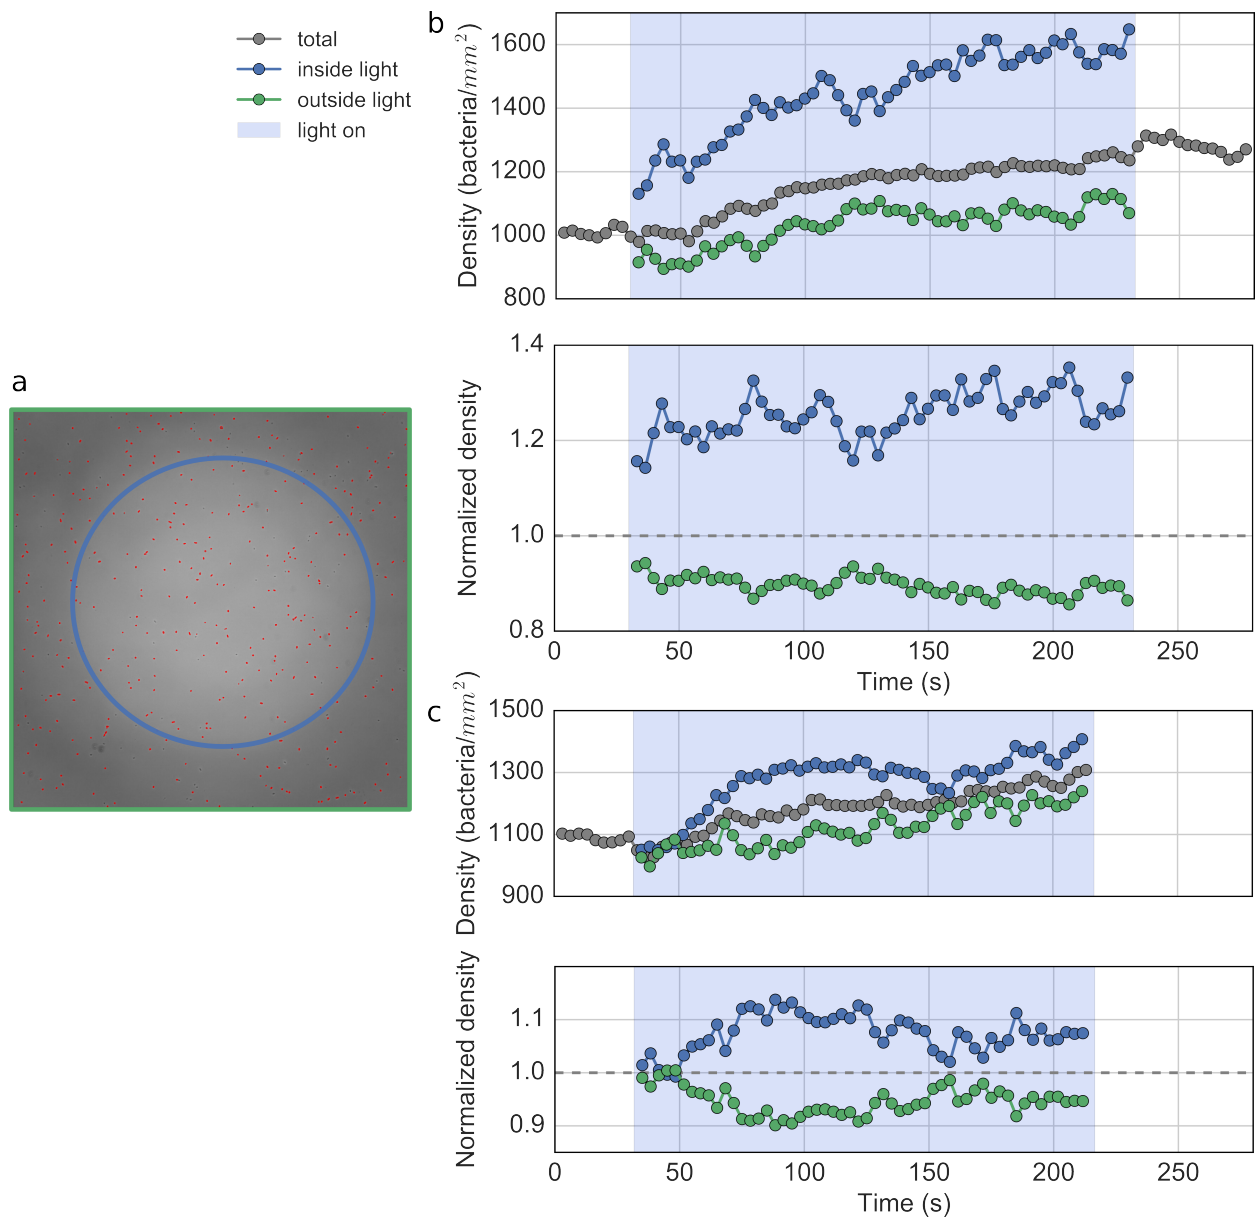 total
inside light
outside light
light on
a
b
Density (bacteria/mm²)
1600
1400
1200
1000
800
Normalized density
1.4
1.2
1.0
0.8
0 50 100 150 200 250
Time (s)
c
Density (bacteria/mm²)
1500
1300
1100
900
Normalized density
1.1
1.0
0.9
0 50 100 150 200 250
Time (s)